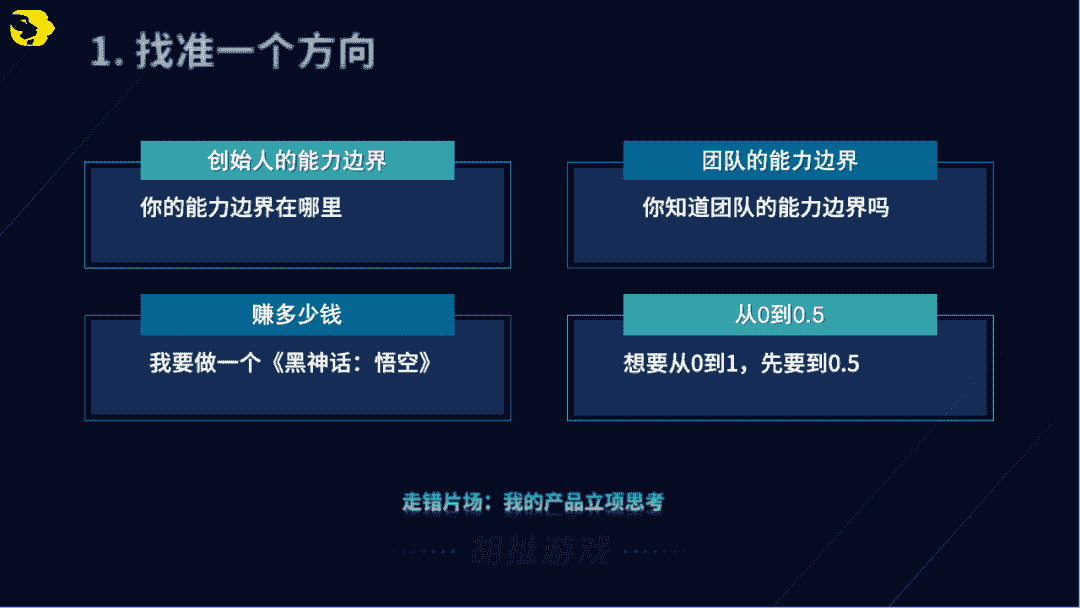 1. 找准一个方向
创始人的能力边界
你的能力边界在哪里
团队的能力边界
你知道团队的能力边界吗
赚多少钱
我要做一个《黑神话：悟空》
从0到0.5
想要从0到1，先要到0.5
走错片场：我的产品立项思考
胡扯游戏